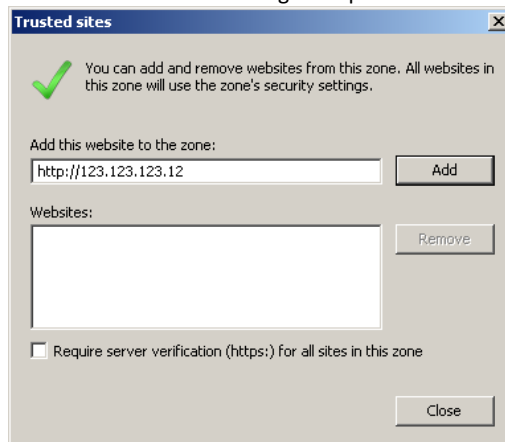 Trusted sites
You can add and remove websites from this zone. All websites in
this zone will use the zone's security settings.
Add this website to the zone:
http://123.123.123.12
Add
Websites:
Remove
Require server verification (https:) for all sites in this zone
Close